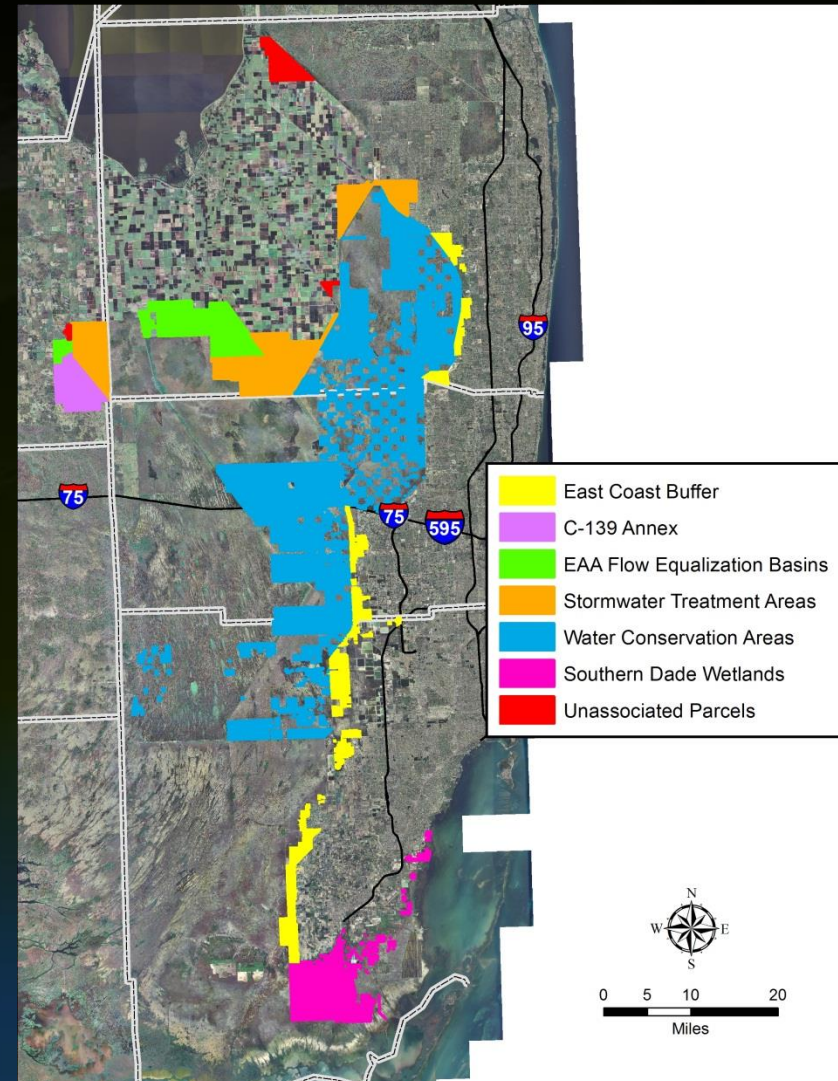 95
75
75
595
East Coast Buffer
C-139 Annex
EAA Flow Equalization Basins
Stormwater Treatment Areas
Water Conservation Areas
Southern Dade Wetlands
Unassociated Parcels
N
W E
S
0 5 10 20
Miles